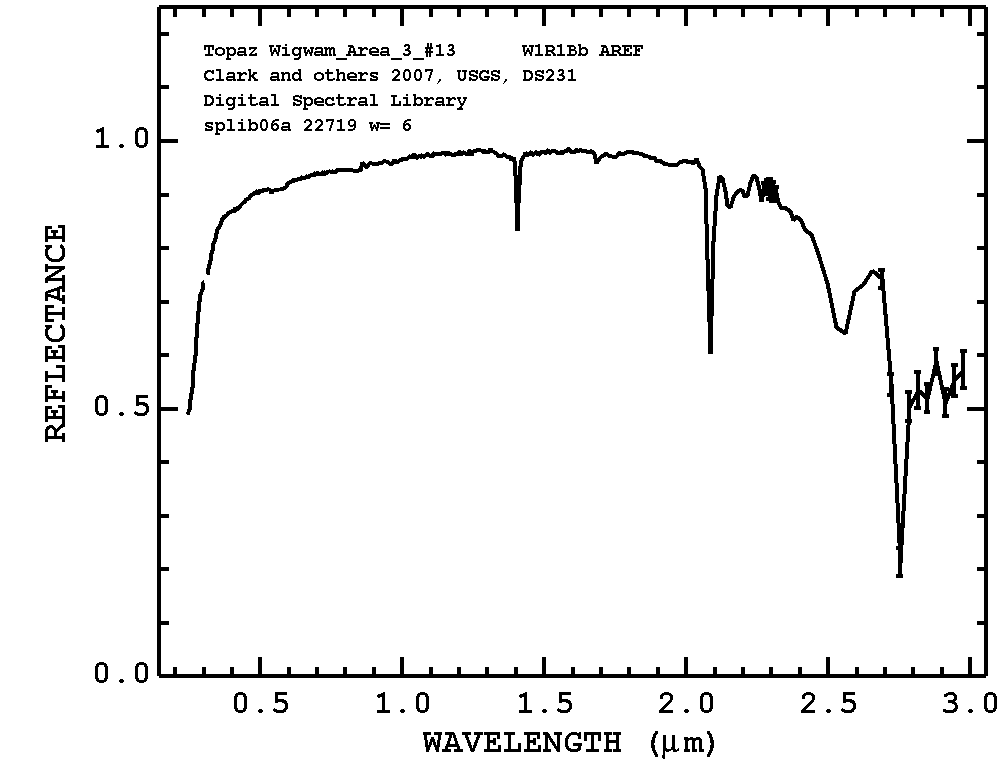 Topaz Wigwam_Area_3_#13 W1R1Bb AREF
Clark and others 2007, USGS, DS231
Digital Spectral Library
splib06a 22719 w= 6
1.0
0.5
0.0
REFLECTANCE
0.5 1.0 1.5 2.0 2.5 3.0
WAVELENGTH (μm)